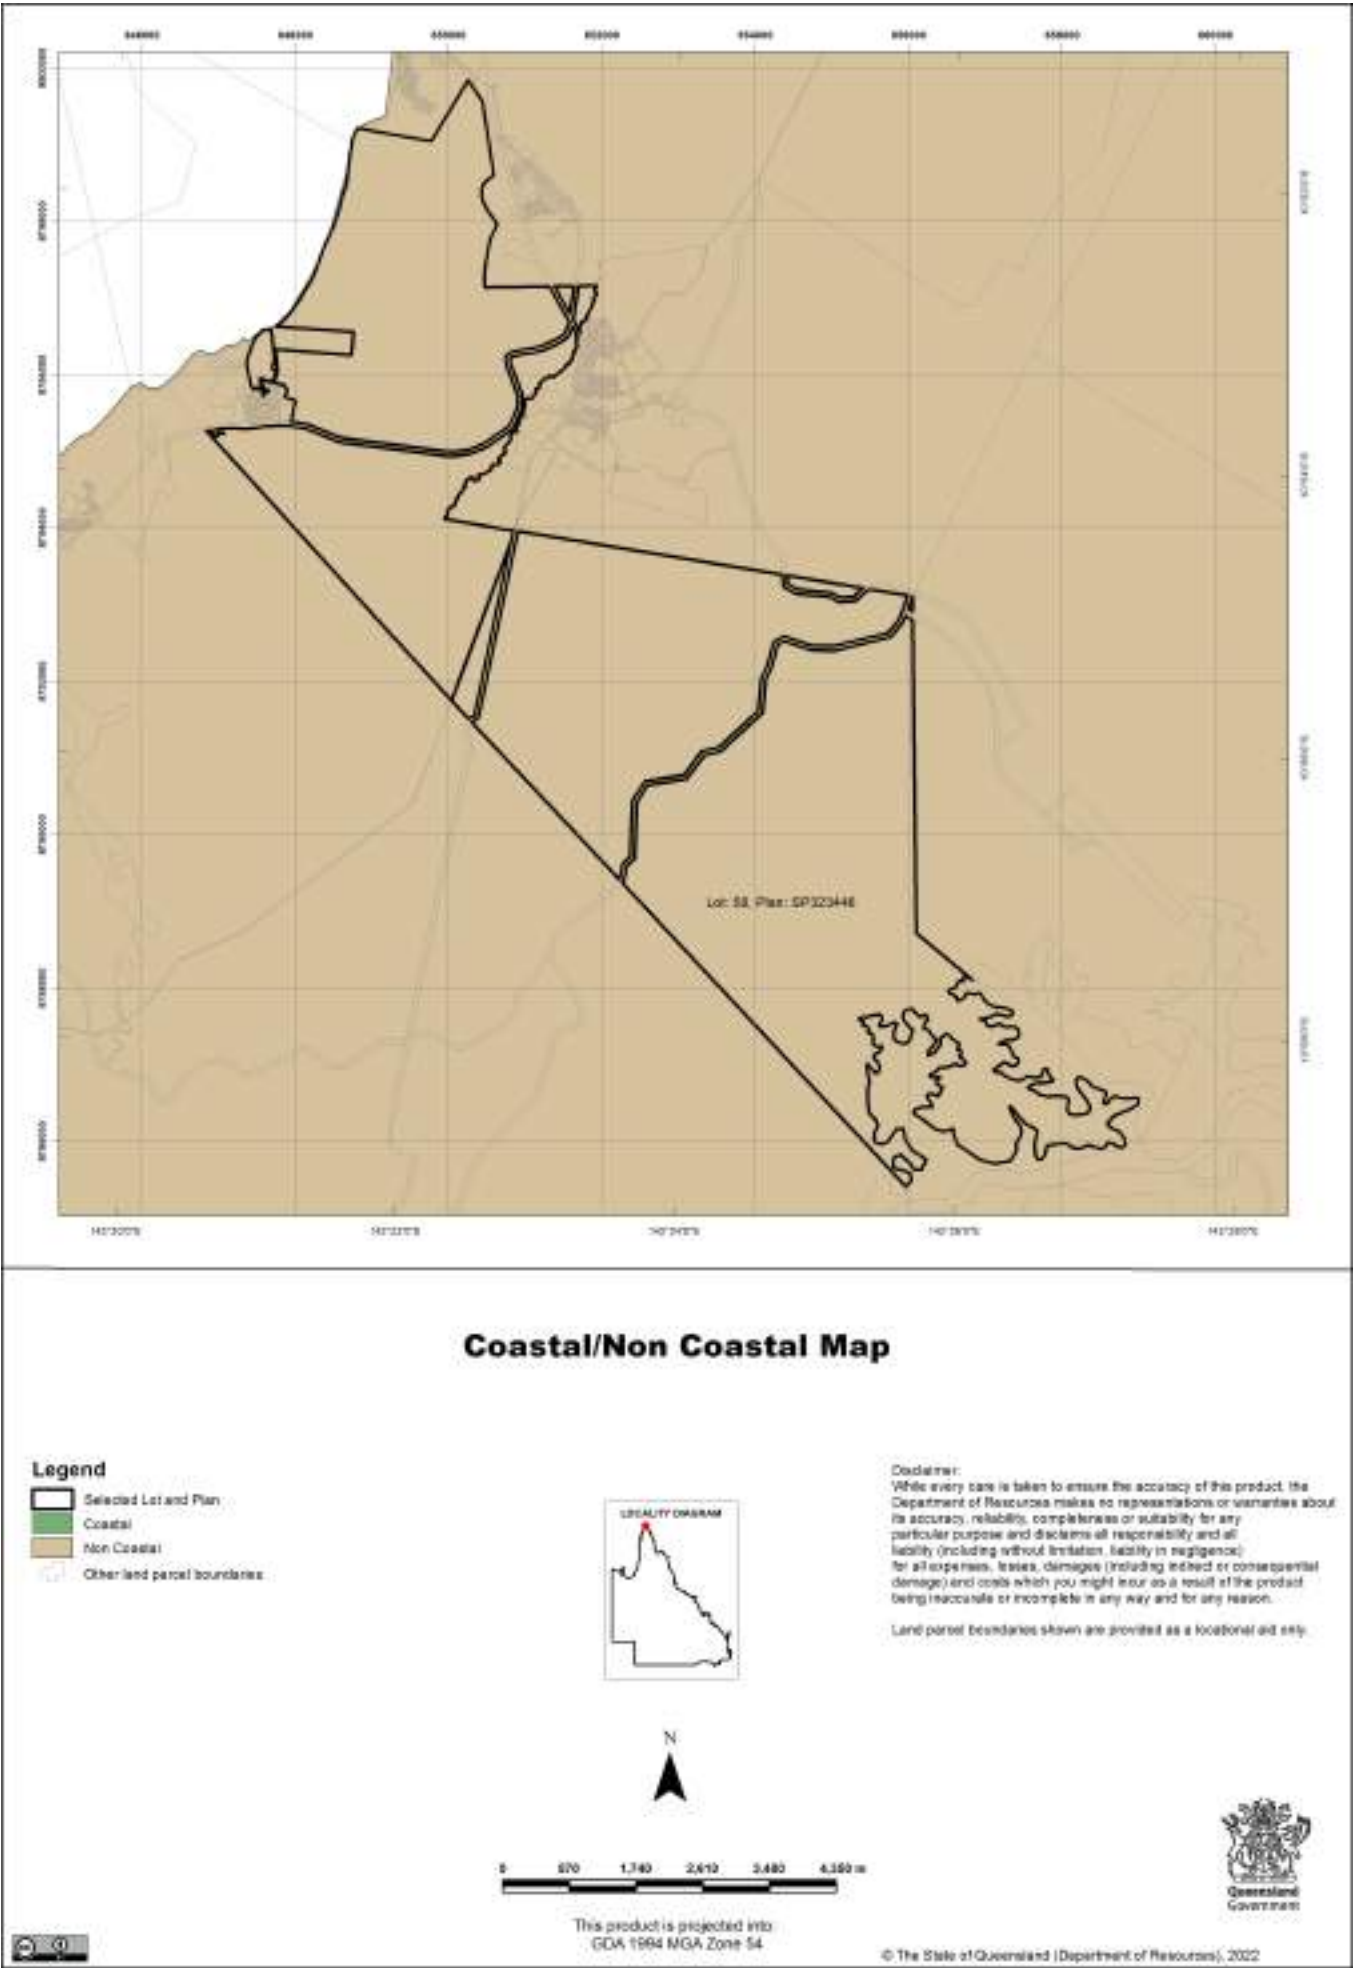 650000
652000
654000
Lot: 58, Plan: SP323446
Coastal/Non Coastal Map
Legend
Selected Lot and Plan
Coastal
Non Coastal
Other land parcel boundaries
LOCALITY DIAGRAM
N
0 870 1,740 2,610 3,480 4,350 m
This product is projected into:
GDA 1994 MGA Zone 54
Disclaimer:
While every care is taken to ensure the accuracy of this product, the
Department of Resources makes no representations or warranties about
its accuracy, reliability, completeness or suitability for any
particular purpose and disclaims all responsibility and all
liability (including without limitation, liability in negligence)
for all expenses, losses, damages (including indirect or consequential
damage) and costs which you might incur as a result of the product
being inaccurate or incomplete in any way and for any reason.
Land parcel boundaries shown are provided as a locational aid only.
Queensland
Government
© The State of Queensland (Department of Resources), 2022